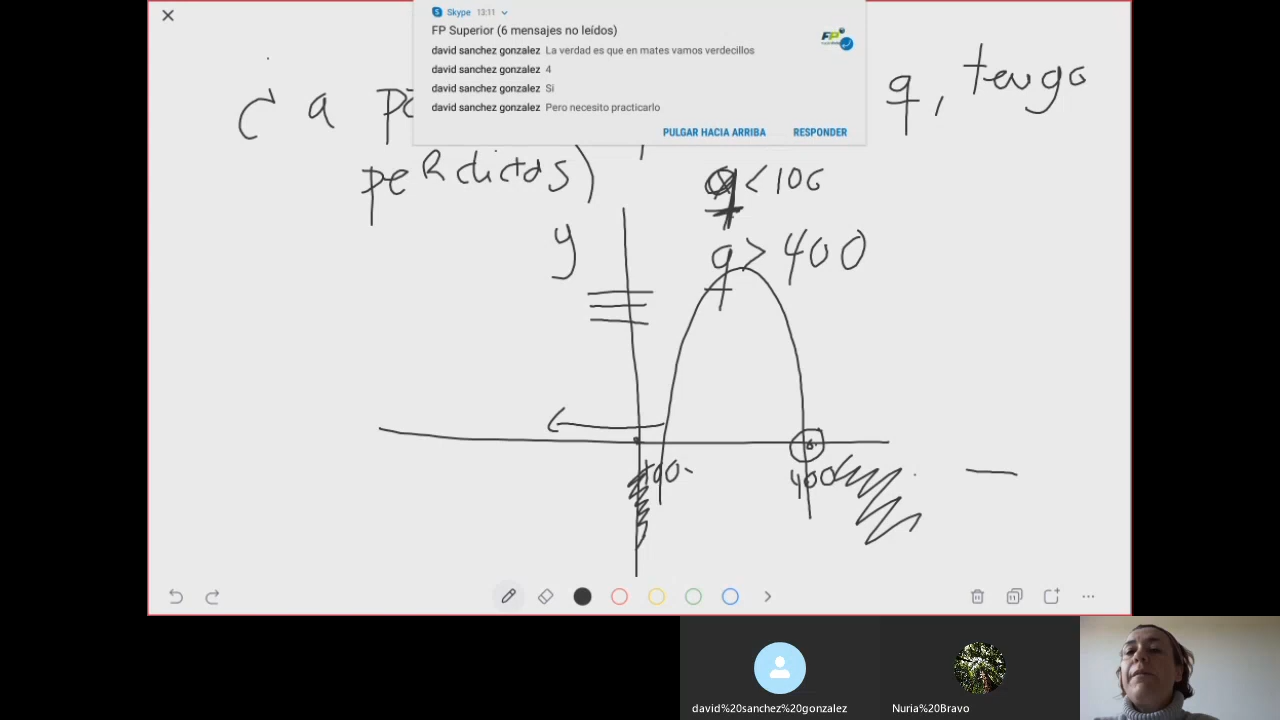 Skype 13:11
FP Superior (6 mensajes no leídos)
david sanchez gonzalez La verdad es que en mates vamos verdecillos
david sanchez gonzalez 4
david sanchez gonzalez Si
david sanchez gonzalez Pero necesito practicarlo
PULGAR HACIA ARRIBA RESPONDER
FP
a q, tengo
perdidas)
q < 100
y
q > 400
100
400
david%20sanchez%20gonzalez
Nuria%20Bravo